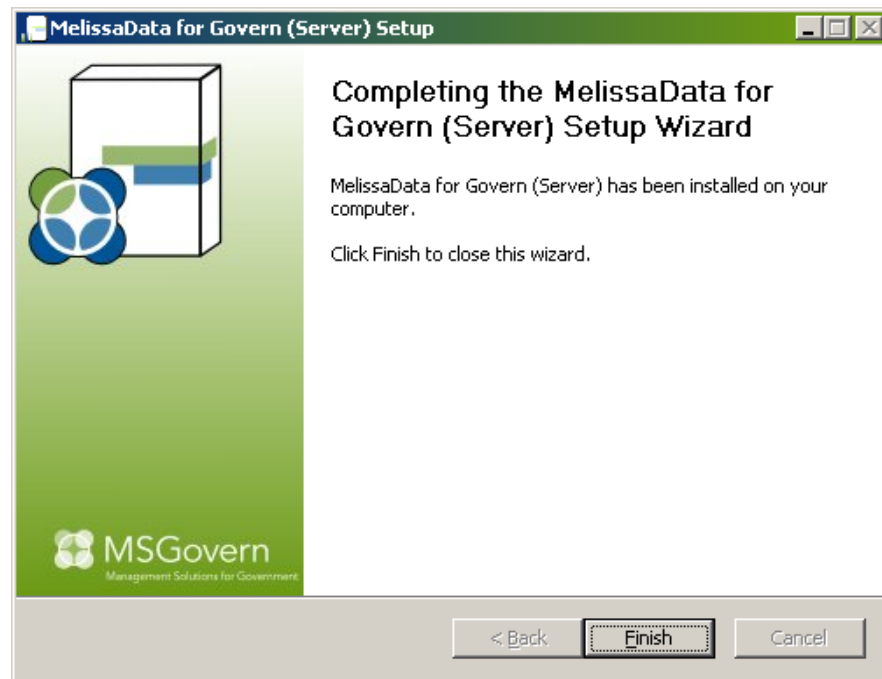 MelissaData for Govern (Server) Setup
Completing the MelissaData for
Govern (Server) Setup Wizard
MelissaData for Govern (Server) has been installed on your
computer.
Click Finish to close this wizard.
MSGovern
Management Solutions for Government
< Back
Finish
Cancel